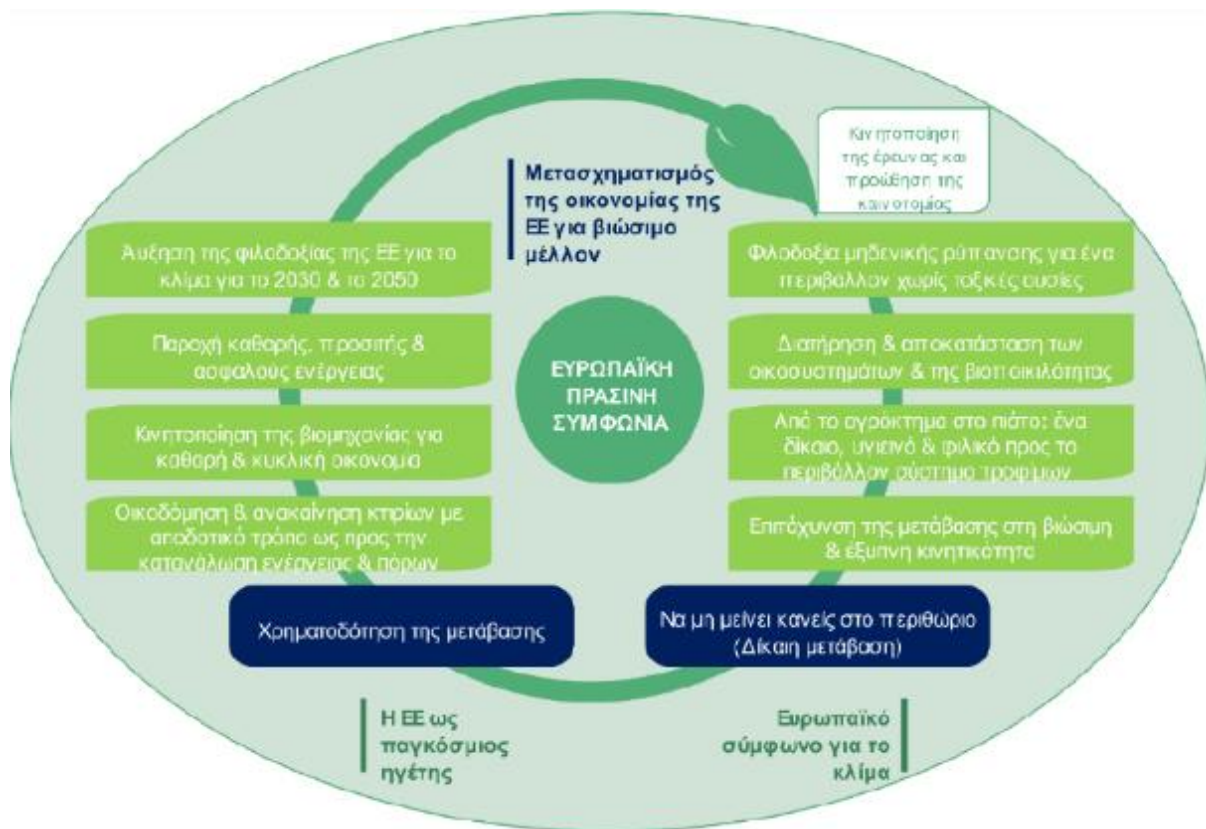 Κινητοποίηση
της έρευνας και
προώθηση της
καινοτομίας
Μετασχηματισμός
της οικονομίας της
ΕΕ για βιώσιμο
μέλλον
Άυξηση της φιλοδοξίας της ΕΕ για το
κλίμα για το 2030 & το 2050
Παροχή καθαρής, προσιτής &
ασφαλούς ενέργειας
Κινητοποίηση της βιομηχανίας για
καθαρή & κυκλική οικονομία
Οικοδόμηση & ανακαίνηση κτιρίων με
αποδοτικό τρόπο ως προς την
κατανάλωση ενέργειας & πόρων
ΕΥΡΩΠΑΪΚΗ
ΠΡΑΣΙΝΗ
ΣΥΜΦΩΝΙΑ
Φιλοδοξία μηδενικής ρύπανσης για ένα
περιβάλλον χωρίς τοξικές ουσίες
Διατήρηση & αποκατάσταση των
οικοσυστημάτων & της βιοποικιλότητας
Από το αγρόκτημα στο πιάτο: ένα
δίκαιο, υγιεινό & φιλικό προς το
περιβάλλον σύστημα τροφίμων
Επιτάχυνση της μετάβασης στη βιώσιμη
& έξυπνη κινητικότητα
Χρηματοδότηση της μετάβασης
Να μη μείνει κανείς στο περιθώριο
(Δίκαιη μετάβαση)
Η ΕΕ ως
παγκόσμιος
ηγέτης
Ευρωπαϊκό
σύμφωνο για το
κλίμα